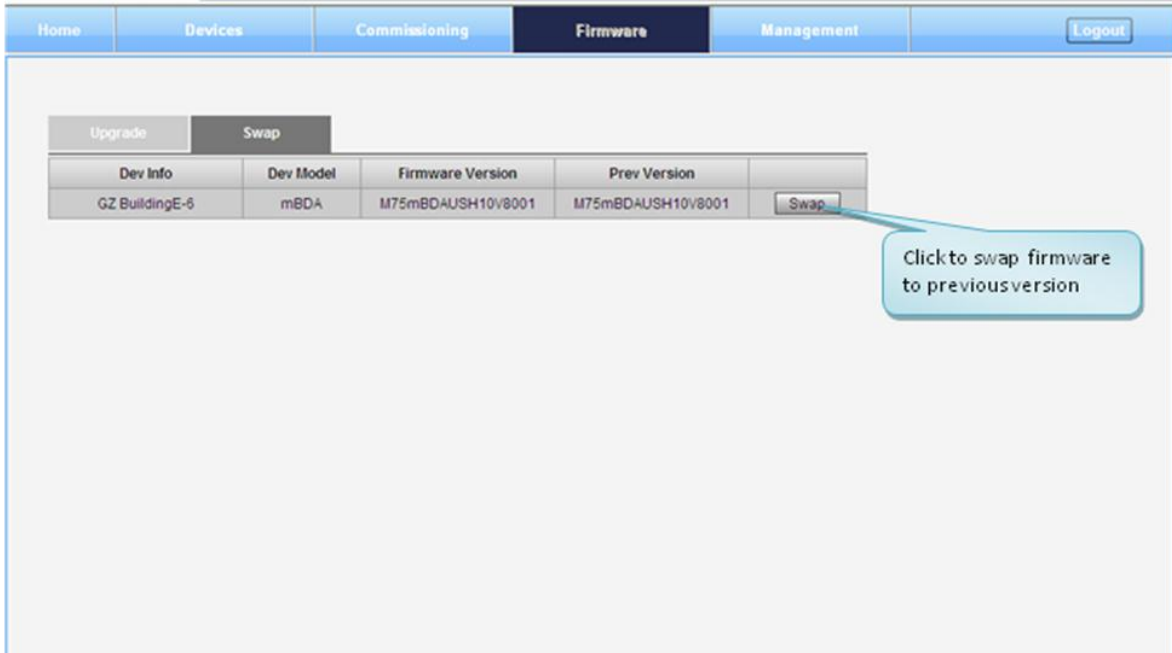 Home Devices Commissioning Firmware Management Logout
Upgrade Swap
Dev Info Dev Model Firmware Version Prev Version
GZ BuildingE-6 mBDA M75mBDAUSH10V8001 M75mBDAUSH10V8001 Swap
Click to swap firmware
to previous version